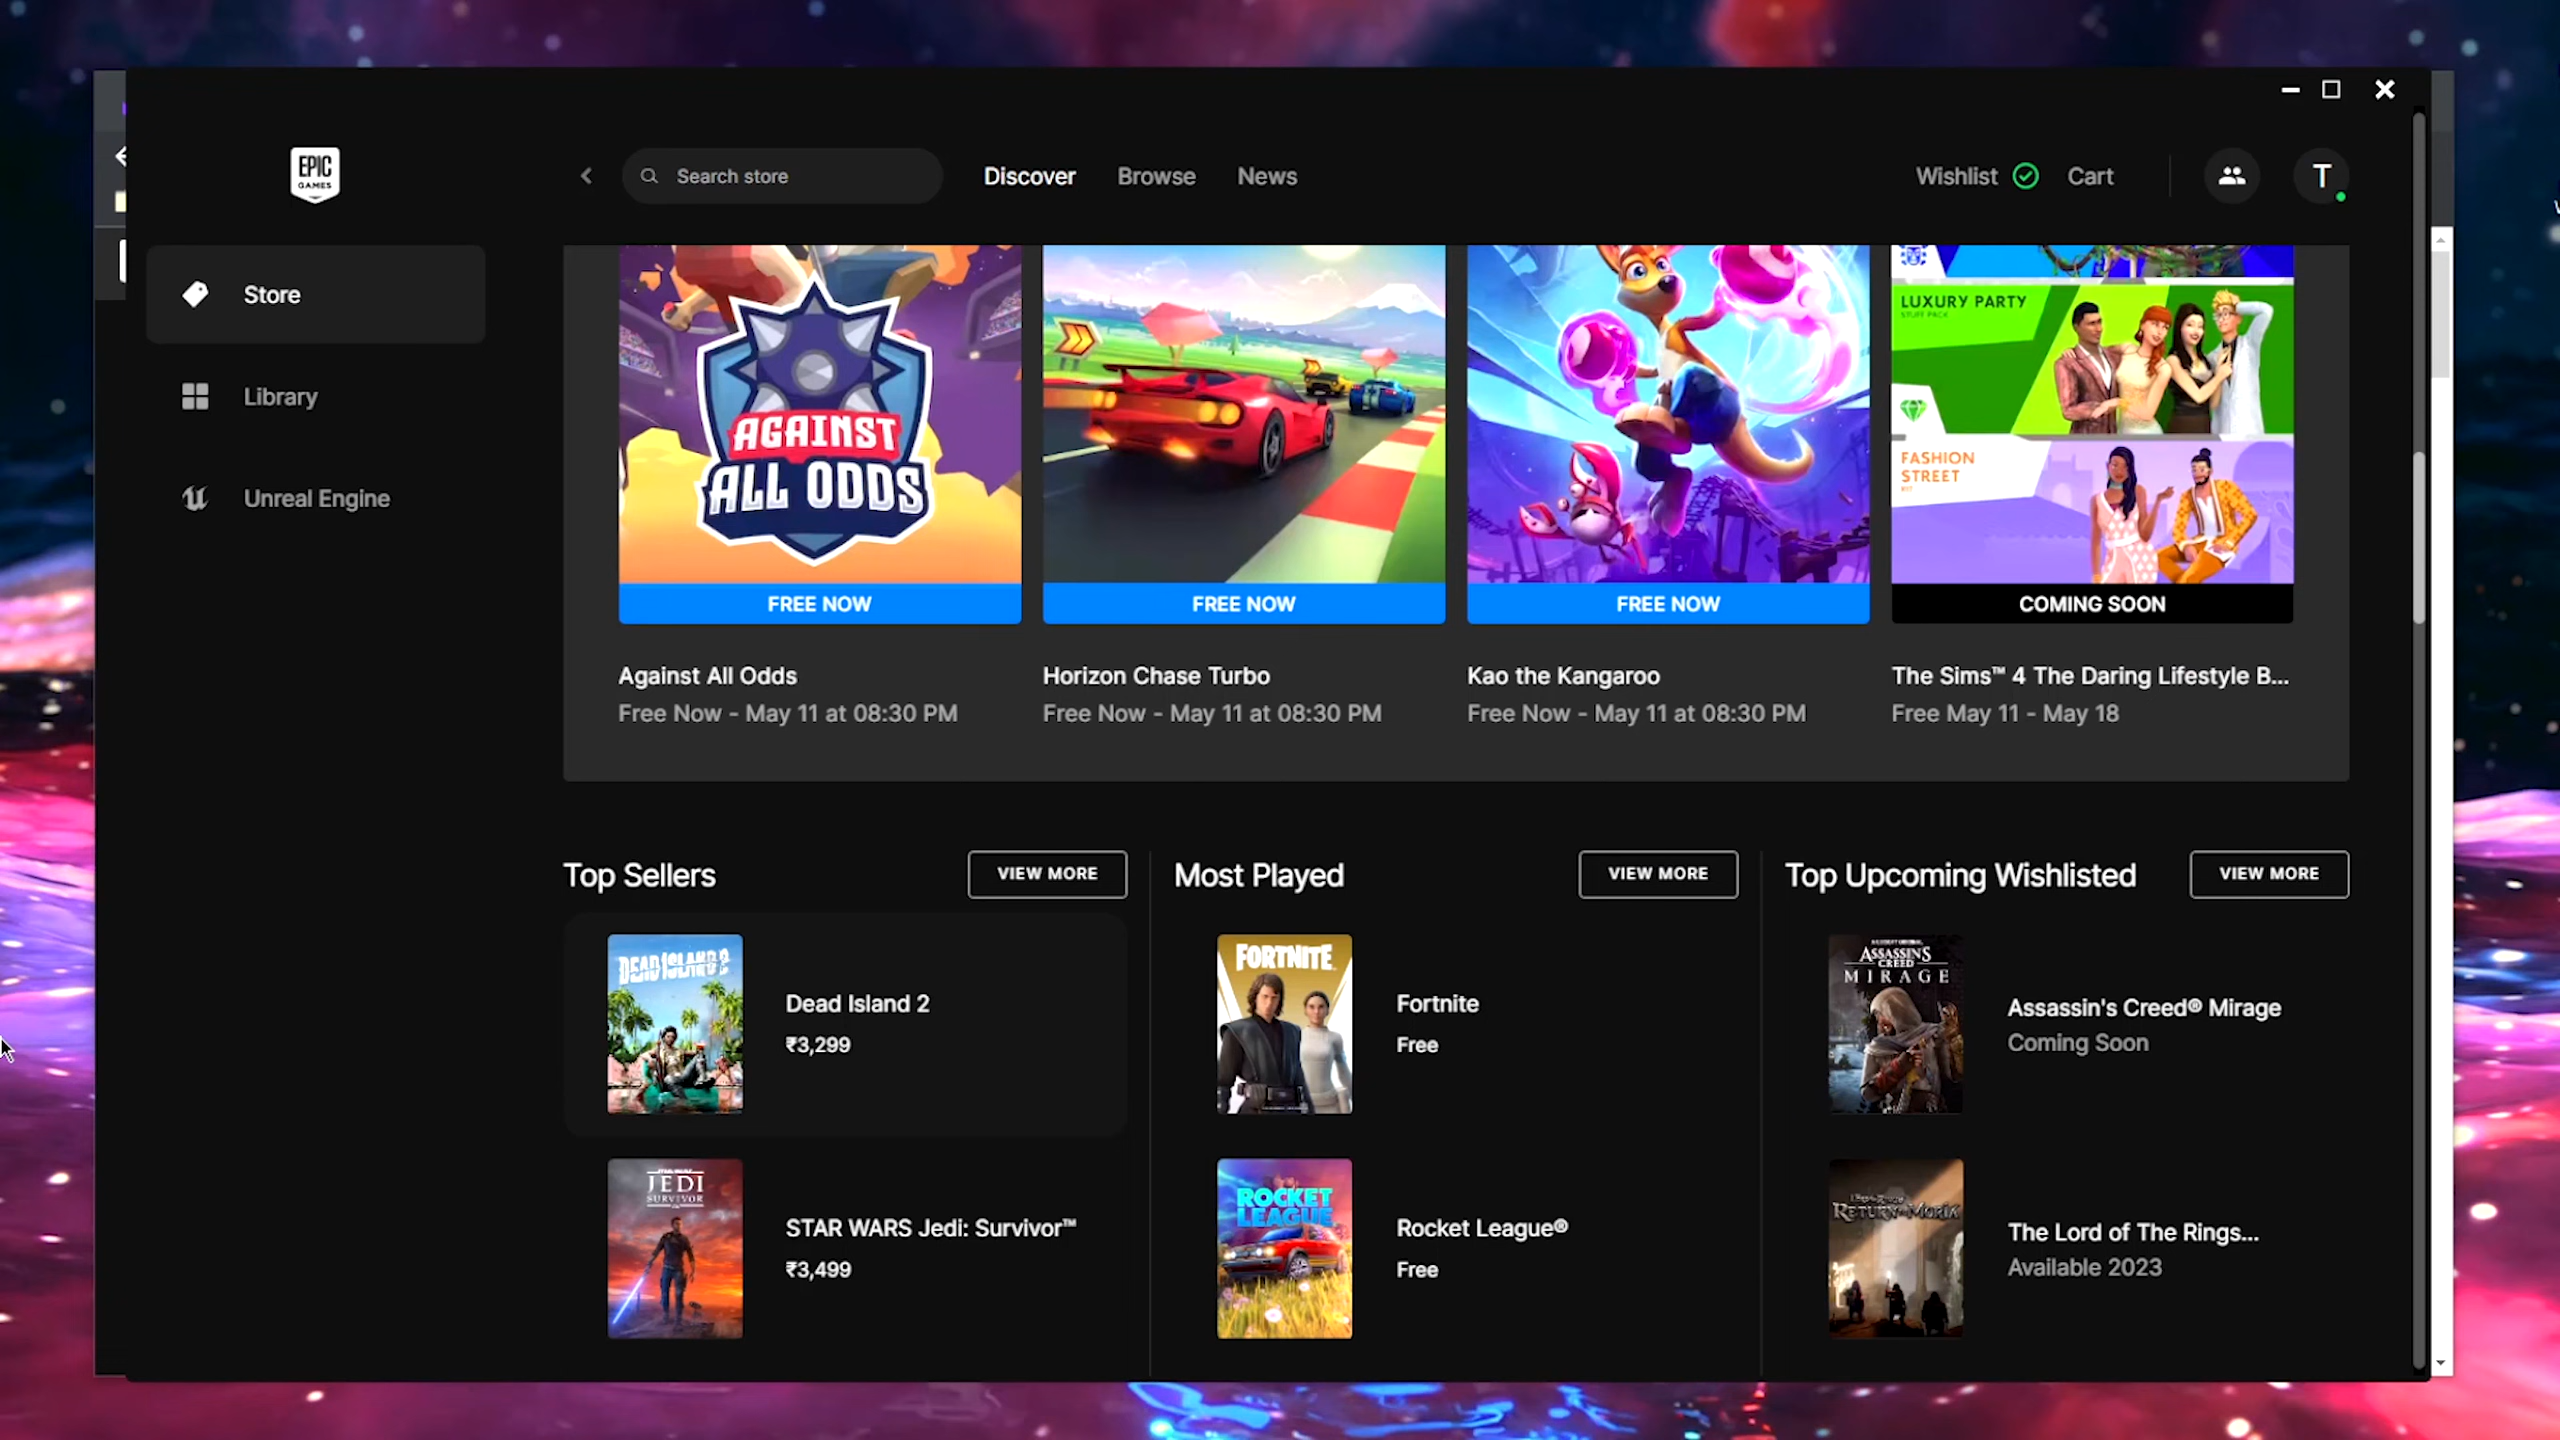 EPIC
GAMES
Search store
Discover
Browse
News
Wishlist
Cart
T
Store
Library
Unreal Engine
AGAINST
ALL ODDS
FREE NOW
Against All Odds
Free Now - May 11 at 08:30 PM
FREE NOW
Horizon Chase Turbo
Free Now - May 11 at 08:30 PM
FREE NOW
Kao the Kangaroo
Free Now - May 11 at 08:30 PM
LUXURY PARTY
STUFF PACK
FASHION
STREET
KIT
COMING SOON
The Sims™ 4 The Daring Lifestyle B...
Free May 11 - May 18
Top Sellers
VIEW MORE
DEAD ISLAND 2
Dead Island 2
₹3,299
STAR WARS
JEDI
SURVIVOR
STAR WARS Jedi: Survivor™
₹3,499
Most Played
VIEW MORE
FORTNITE
Fortnite
Free
ROCKET
LEAGUE
Rocket League®
Free
Top Upcoming Wishlisted
VIEW MORE
ASSASSIN'S
CREED
MIRAGE
Assassin's Creed® Mirage
Coming Soon
RETURN TO MORIA
The Lord of The Rings...
Available 2023